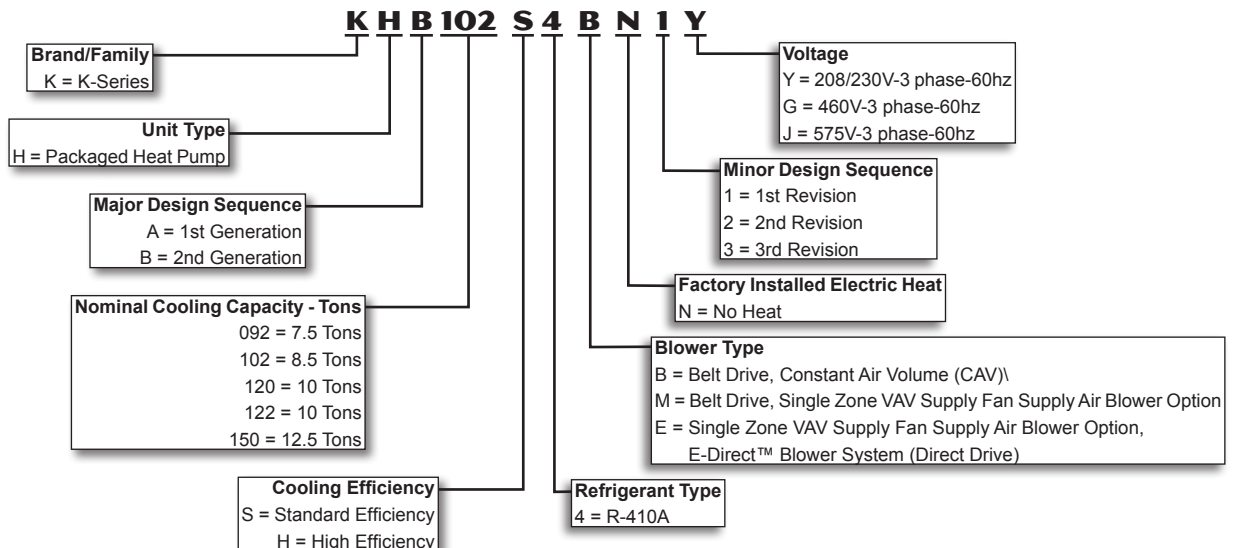 K H B 102 S 4 B N 1 Y
Brand/Family
K = K-Series
Unit Type
H = Packaged Heat Pump
Major Design Sequence
A = 1st Generation
B = 2nd Generation
Nominal Cooling Capacity - Tons
092 = 7.5 Tons
102 = 8.5 Tons
120 = 10 Tons
122 = 10 Tons
150 = 12.5 Tons
Cooling Efficiency
S = Standard Efficiency
H = High Efficiency
Refrigerant Type
4 = R-410A
Blower Type
B = Belt Drive, Constant Air Volume (CAV)\
M = Belt Drive, Single Zone VAV Supply Fan Supply Air Blower Option
E = Single Zone VAV Supply Fan Supply Air Blower Option,
E-Direct™ Blower System (Direct Drive)
Factory Installed Electric Heat
N = No Heat
Minor Design Sequence
1 = 1st Revision
2 = 2nd Revision
3 = 3rd Revision
Voltage
Y = 208/230V-3 phase-60hz
G = 460V-3 phase-60hz
J = 575V-3 phase-60hz